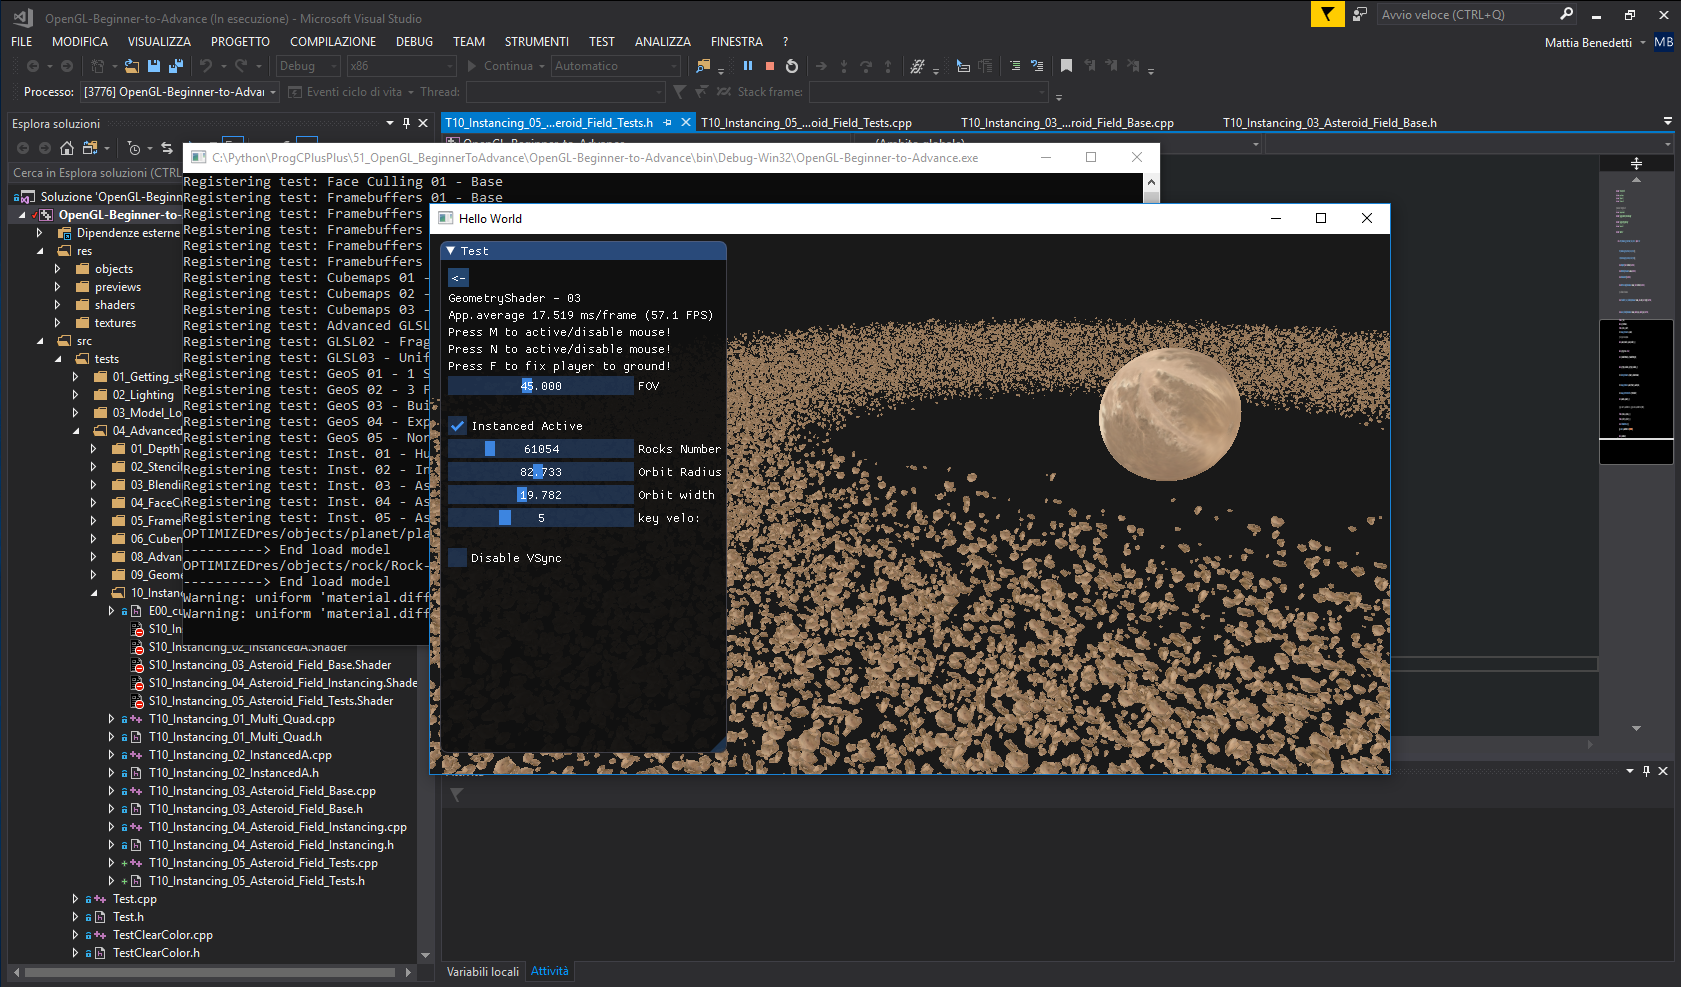 OpenGL-Beginner-to-Advance (In esecuzione) - Microsoft Visual Studio
Avvio veloce (CTRL+Q)
FILE MODIFICA VISUALIZZA PROGETTO COMPILAZIONE DEBUG TEAM STRUMENTI TEST ANALIZZA FINESTRA ?
Mattia Benedetti MB
Debug x86 Continua Automatico
Processo: [3776] OpenGL-Beginner-to-Advar Eventi ciclo di vita Thread: Stack frame:
Esplora soluzioni
T10_Instancing_05_...eroid_Field_Tests.h T10_Instancing_05_...oid_Field_Tests.cpp T10_Instancing_03_...roid_Field_Base.cpp T10_Instancing_03_Asteroid_Field_Base.h
Cerca in Esplora soluzioni (CTRL
Soluzione 'OpenGL-Beginn
OpenGL-Beginner-to-
Dipendenze esterne
res
objects
previews
shaders
textures
src
tests
01_Getting_st
02_Lighting
03_Model_Lo
04_Advanced
01_Depth
02_Stencil
03_Blendi
04_FaceCu
05_Frame
06_Cubem
08_Advan
09_Geome
10_Instanc
E00_cu
S10_In
S10_Instancing_02_InstancedA.Shader
S10_Instancing_03_Asteroid_Field_Base.Shader
S10_Instancing_04_Asteroid_Field_Instancing.Shade
S10_Instancing_05_Asteroid_Field_Tests.Shader
T10_Instancing_01_Multi_Quad.cpp
T10_Instancing_01_Multi_Quad.h
T10_Instancing_02_InstancedA.cpp
T10_Instancing_02_InstancedA.h
T10_Instancing_03_Asteroid_Field_Base.cpp
T10_Instancing_03_Asteroid_Field_Base.h
T10_Instancing_04_Asteroid_Field_Instancing.cpp
T10_Instancing_04_Asteroid_Field_Instancing.h
T10_Instancing_05_Asteroid_Field_Tests.cpp
T10_Instancing_05_Asteroid_Field_Tests.h
Test.cpp
Test.h
TestClearColor.cpp
TestClearColor.h
C:\Python\ProgCPlusPlus\51_OpenGL_BeginnerToAdvance\OpenGL-Beginner-to-Advance\bin\Debug-Win32\OpenGL-Beginner-to-Advance.exe
Registering test: Face Culling 01 - Base
Registering test: Framebuffers 01 - Base
Registering test: Framebuffers
Registering test: Framebuffers
Registering test: Framebuffers
Registering test: Framebuffers
Registering test: Cubemaps 01 -
Registering test: Cubemaps 02 -
Registering test: Cubemaps 03 -
Registering test: Advanced GLSL
Registering test: GLSL02 - Frag
Registering test: GLSL03 - Unif
Registering test: GeoS 01 - 1 S
Registering test: GeoS 02 - 3 F
Registering test: GeoS 03 - Bui
Registering test: GeoS 04 - Exp
Registering test: GeoS 05 - Nor
Registering test: Inst. 01 - Hu
Registering test: Inst. 02 - In
Registering test: Inst. 03 - As
Registering test: Inst. 04 - As
Registering test: Inst. 05 - As
OPTIMIZEDres/objects/planet/pla
----------> End load model
OPTIMIZEDres/objects/rock/Rock-
----------> End load model
Warning: uniform 'material.diff
Warning: uniform 'material.diff
Hello World
Test
<-
GeometryShader - 03
App.average 17.519 ms/frame (57.1 FPS)
Press M to active/disable mouse!
Press N to active/disable mouse!
Press F to fix player to ground!
45.000 FOV
Instanced Active
61054 Rocks Number
82.733 Orbit Radius
19.782 Orbit width
5 key velo:
Disable VSync
Variabili locali Attività